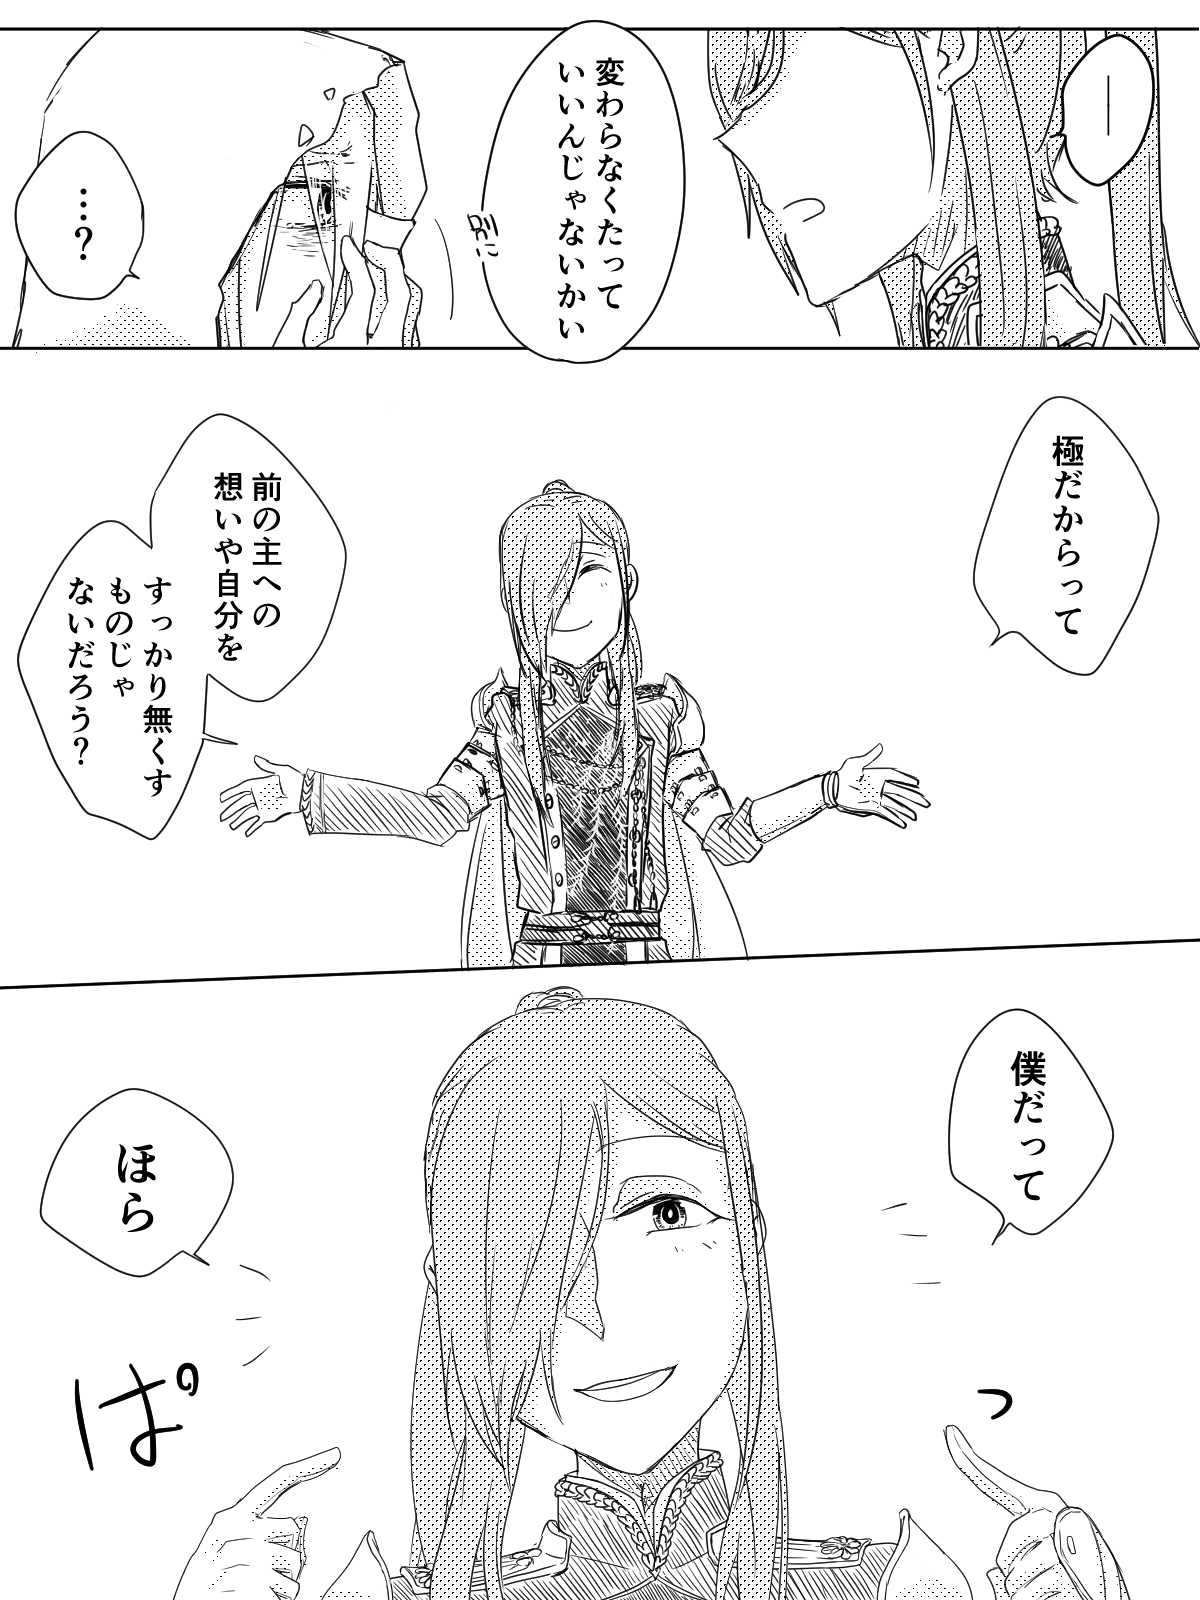 ―
変わらなくたって
いいんじゃないかい
別に
…?
極だからって
前の主への
想いや自分を
すっかり無くす
ものじゃ
ないだろう?
僕だって
ほら
ぱっ